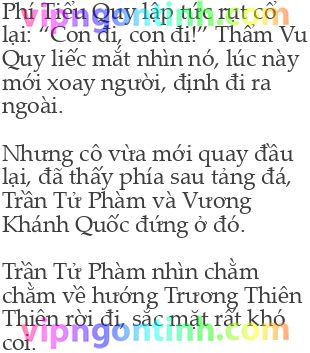 Phí Tiểu Quy lập tức rụt cổ
lại: “Con đi, con đi!” Thẩm Vu
Quy liếc mắt nhìn nó, lúc này
mới xoay người, định đi ra
ngoài.
Nhưng cô vừa mới quay đầu
lại, đã thấy phía sau tảng đá,
Trần Tử Phàm và Vương
Khánh Quốc đứng ở đó.
Trần Tử Phàm nhìn chằm
chằm về hướng Trương Thiên
Thiên rời đi, sắc mặt rất khó
coi.
vipngontinh.com
vipngontinh.com